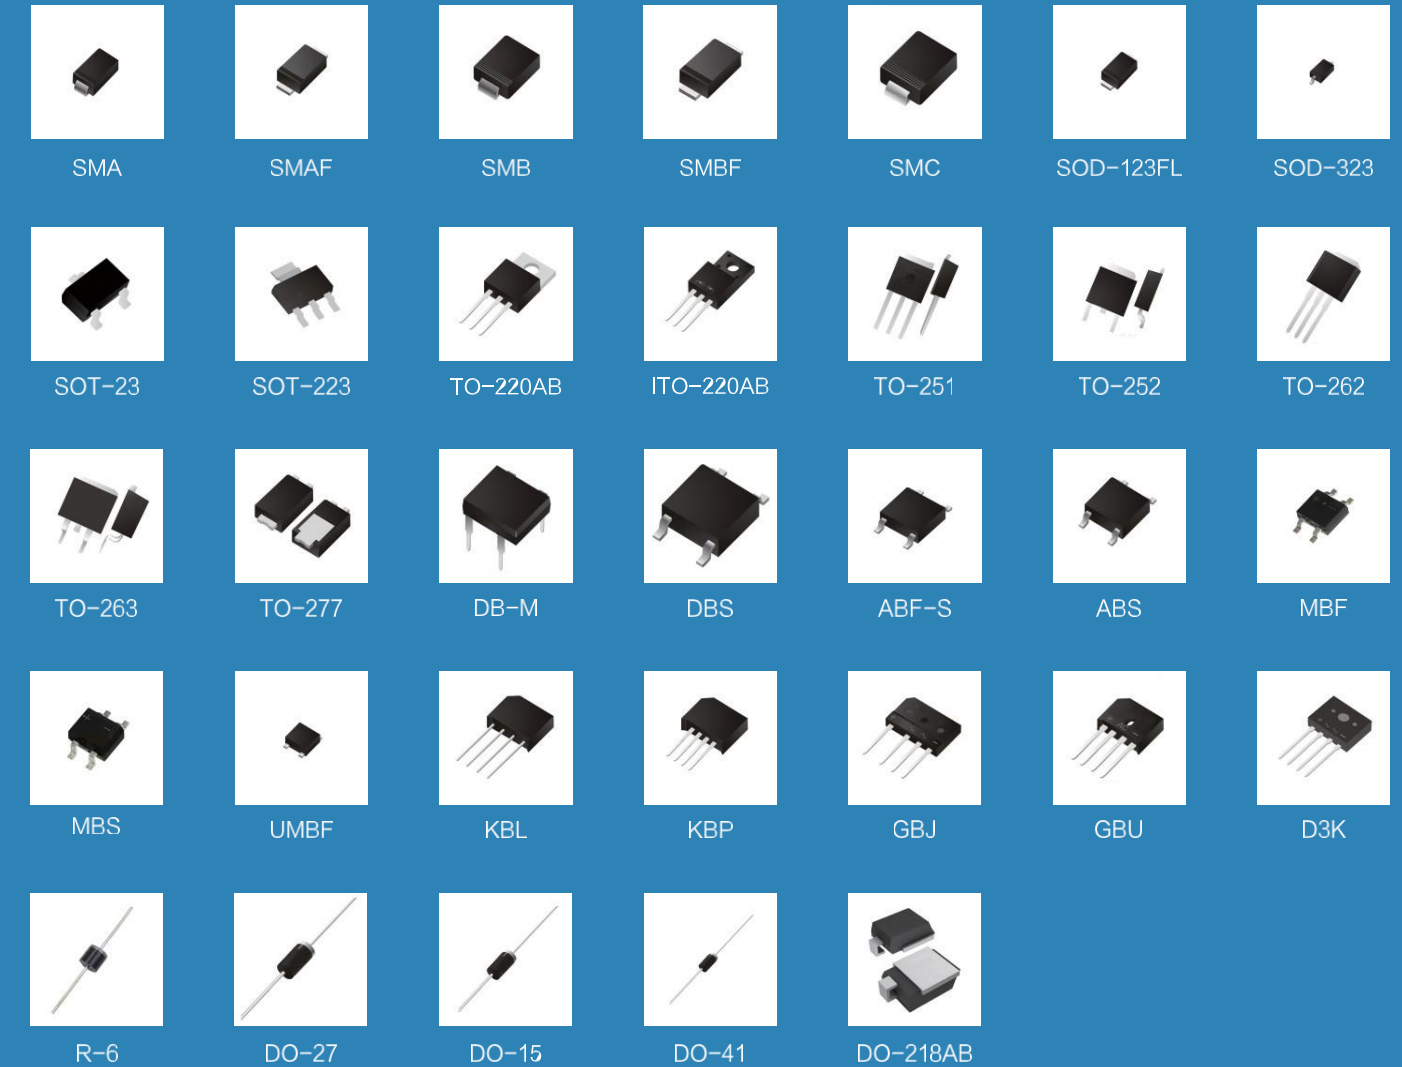 SMA
SMAF
SMB
SMBF
SMC
SOD-123FL
SOD-323
SOT-23
SOT-223
TO-220AB
ITO-220AB
TO-251
TO-252
TO-262
TO-263
TO-277
DB-M
DBS
ABF-S
ABS
MBF
MBS
UMBF
KBL
KBP
GBJ
GBU
D3K
R-6
DO-27
DO-15
DO-41
DO-218AB